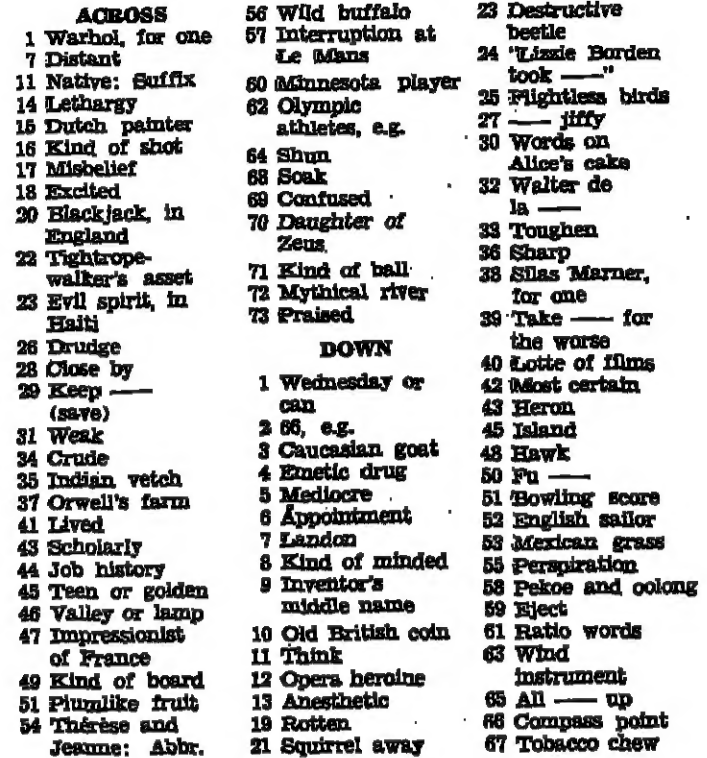 ACROSS
1 Warhol, for one
7 Distant
11 Native: Suffix
14 Lethargy
15 Dutch painter
16 Kind of shot
17 Misbelief
18 Excited
20 Blackjack, in
England
22 Tightrope-
walker's asset
23 Evil spirit, in
Haiti
26 Drudge
28 Close by
29 Keep —
(save)
31 Weak
34 Crude
35 Indian vetch
37 Orwell's farm
41 Lived
43 Scholarly
44 Job history
45 Teen or golden
46 Valley or lamp
47 Impressionist
of France
49 Kind of board
51 Plumlike fruit
54 Thérèse and
Jeanne: Abbr.
56 Wild buffalo
57 Interruption at
Le Mans
60 Minnesota player
62 Olympic
athletes, e.g.
64 Shun
68 Soak
69 Confused
70 Daughter of
Zeus
71 Kind of ball
72 Mythical river
73 Praised
DOWN
1 Wednesday or
can
2 66, e.g.
3 Caucasian goat
4 Emetic drug
5 Mediocre
6 Appointment
7 Landon
8 Kind of minded
9 Inventor's
middle name
10 Old British coin
11 Think
12 Opera heroine
13 Anesthetic
19 Rotten
21 Squirrel away
23 Destructive
beetle
24 "Lizzie Borden
took —"
25 Flightless birds
27 — jiffy
30 Words on
Alice's cake
32 Walter de
la —
33 Toughen
36 Sharp
38 Silas Marner,
for one
39 Take — for
the worse
40 Lotte of films
42 Most certain
43 Heron
45 Island
48 Hawk
50 Fu —
51 Bowling score
52 English sailor
53 Mexican grass
55 Perspiration
58 Pekoe and oolong
59 Eject
61 Ratio words
63 Wind
instrument
65 All — up
66 Compass point
67 Tobacco chew